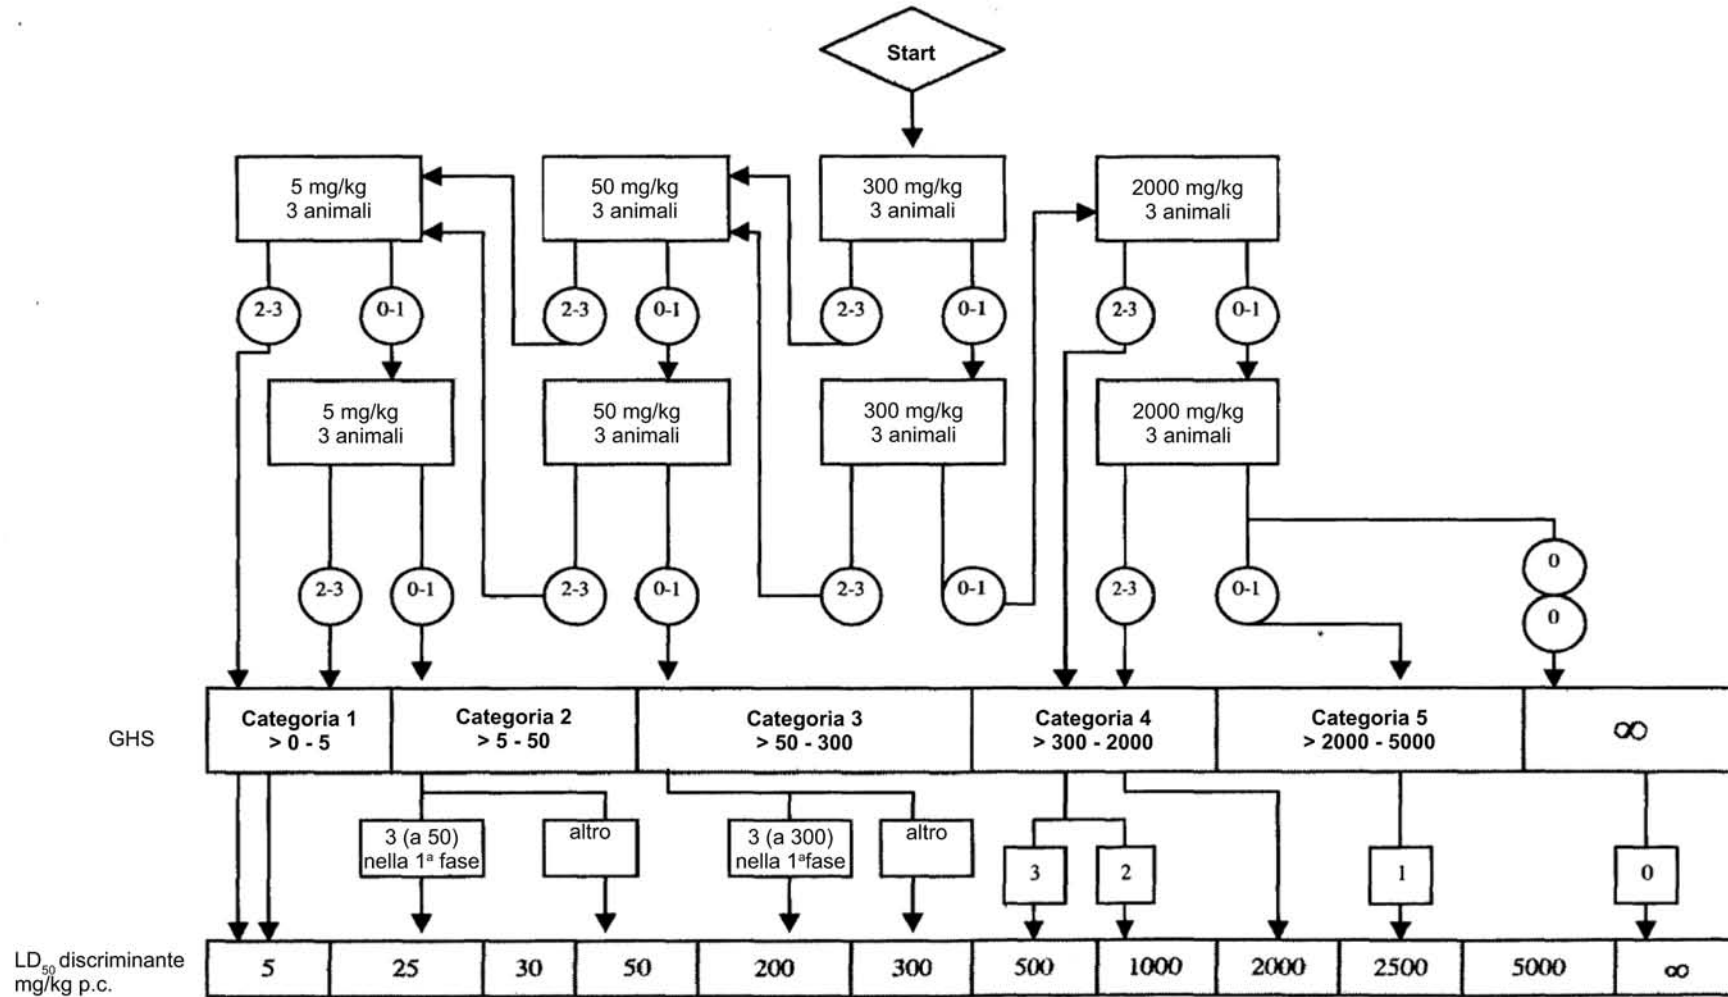 Start
5 mg/kg
3 animali
50 mg/kg
3 animali
300 mg/kg
3 animali
2000 mg/kg
3 animali
2-3
0-1
2-3
0-1
2-3
0-1
2-3
0-1
5 mg/kg
3 animali
50 mg/kg
3 animali
300 mg/kg
3 animali
2000 mg/kg
3 animali
0
2-3
0-1
2-3
0-1
2-3
0-1
2-3
0-1
0
GHS
Categoria 1
> 0 - 5
Categoria 2
> 5 - 50
Categoria 3
> 50 - 300
Categoria 4
> 300 - 2000
Categoria 5
> 2000 - 5000
∞
3 (a 50)
nella 1ª fase
altro
3 (a 300)
nella 1ªfase
altro
3
2
1
0
LD50 discriminante
mg/kg p.c.
5
25
30
50
200
300
500
1000
2000
2500
5000
∞